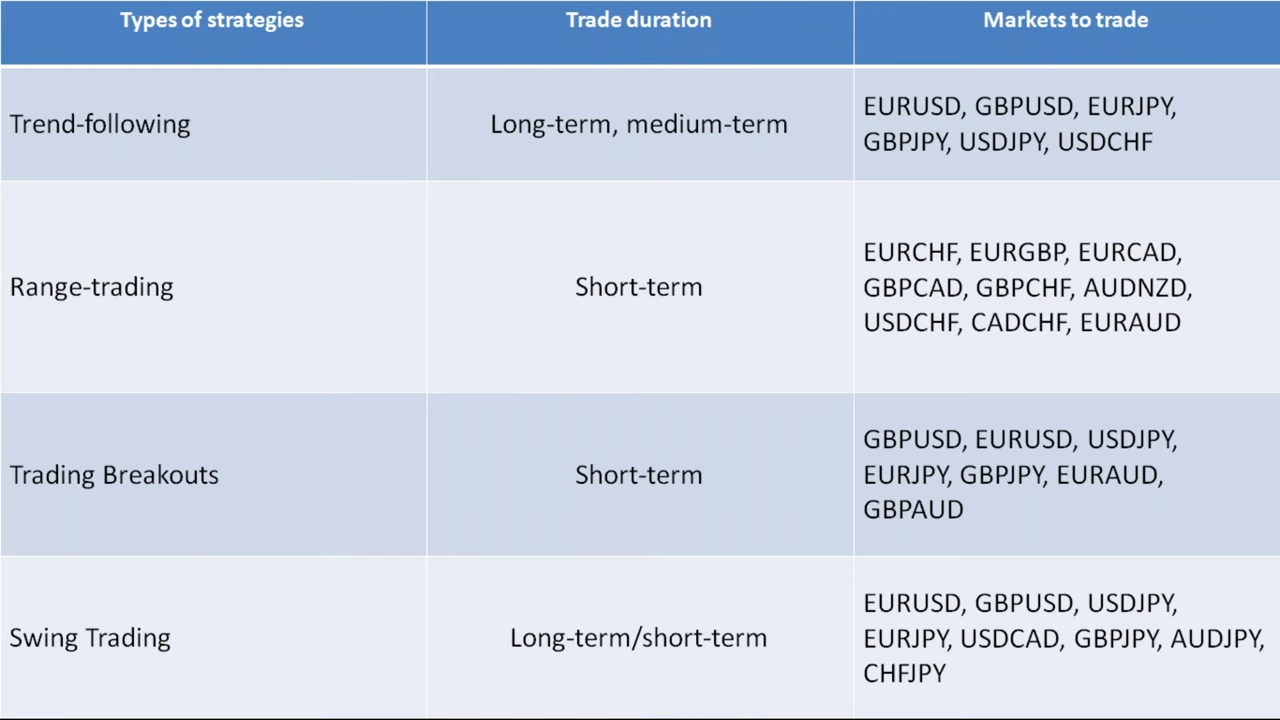 Types of strategies
Trade duration
Markets to trade
Trend-following
Long-term, medium-term
EURUSD, GBPUSD, EURJPY,
GBPJPY, USDJPY, USDCHF
Range-trading
Short-term
EURCHF, EURGBP, EURCAD,
GBPCAD, GBPCHF, AUDNZD,
USDCHF, CADCHF, EURAUD
Trading Breakouts
Short-term
GBPUSD, EURUSD, USDJPY,
EURJPY, GBPJPY, EURAUD,
GBPAUD
Swing Trading
Long-term/short-term
EURUSD, GBPUSD, USDJPY,
EURJPY, USDCAD, GBPJPY, AUDJPY,
CHFJPY